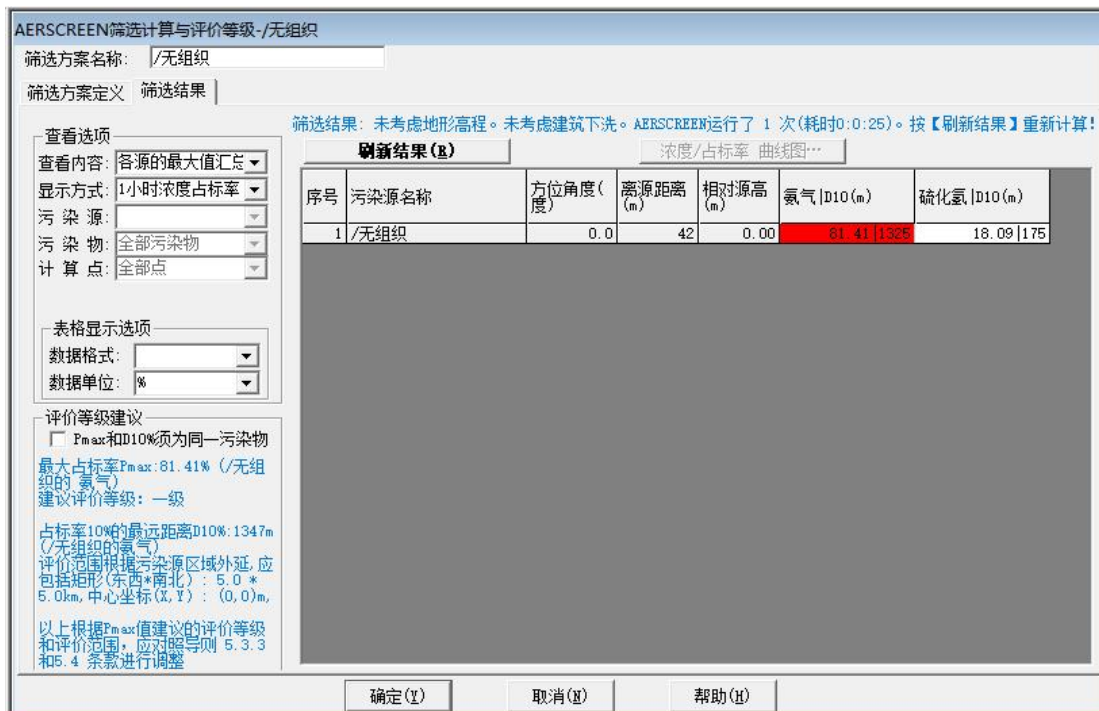 AERSCREEN筛选计算与评价等级-/无组织
筛选方案名称: /无组织
筛选方案定义 筛选结果
筛选结果: 未考虑地形高程。未考虑建筑下洗。AERSCREEN运行了 1 次(耗时0:0:25)。按【刷新结果】重新计算!
查看选项
查看内容: 各源的最大值汇总
显示方式: 1小时浓度占标率
污 染 源:
污 染 物: 全部污染物
计 算 点: 全部点
表格显示选项
数据格式:
数据单位: %
评价等级建议
Pmax和D10%须为同一污染物
最大占标率Pmax:81.41% (/无组
织的 氨气)
建议评价等级: 一级
占标率10%的最远距离D10%:1347m
(/无组织的氨气)
评价范围根据污染源区域外延,应
包括矩形(东西*南北) : 5.0 *
5.0km,中心坐标(X,Y) : (0,0)m,
以上根据Pmax值建议的评价等级
和评价范围,应对照导则 5.3.3
和5.4 条款进行调整
刷新结果(R) 浓度/占标率 曲线图…
序号 污染源名称 方位角度(度) 离源距离(m) 相对源高(m) 氨气|D10(m) 硫化氢|D10(m)
1 /无组织 0.0 42 0.00 81.41|1325 18.09|175
确定(Y) 取消(N) 帮助(H)